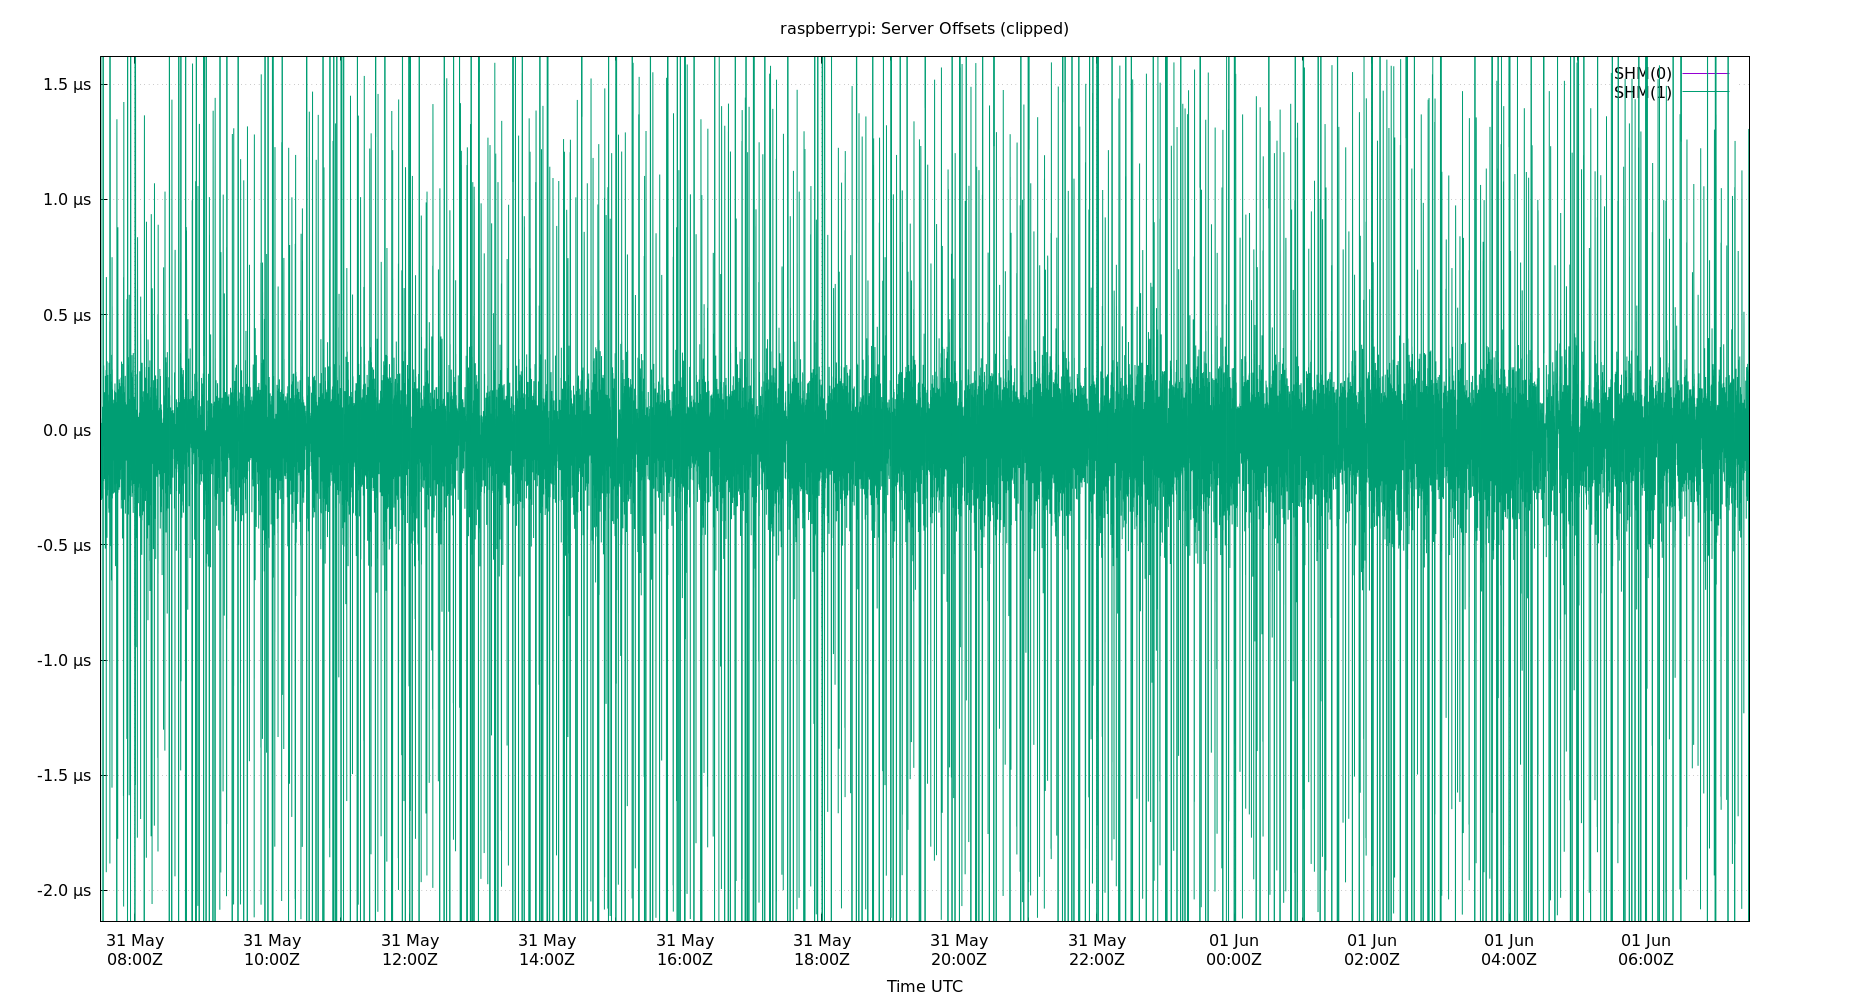 raspberrypi: Server Offsets (clipped)
SHM(0)
SHM(1)
1.5 µs
1.0 µs
0.5 µs
0.0 µs
-0.5 µs
-1.0 µs
-1.5 µs
-2.0 µs
31 May 31 May 31 May 31 May 31 May 31 May 31 May 31 May 01 Jun 01 Jun 01 Jun 01 Jun
08:00Z 10:00Z 12:00Z 14:00Z 16:00Z 18:00Z 20:00Z 22:00Z 00:00Z 02:00Z 04:00Z 06:00Z
Time UTC